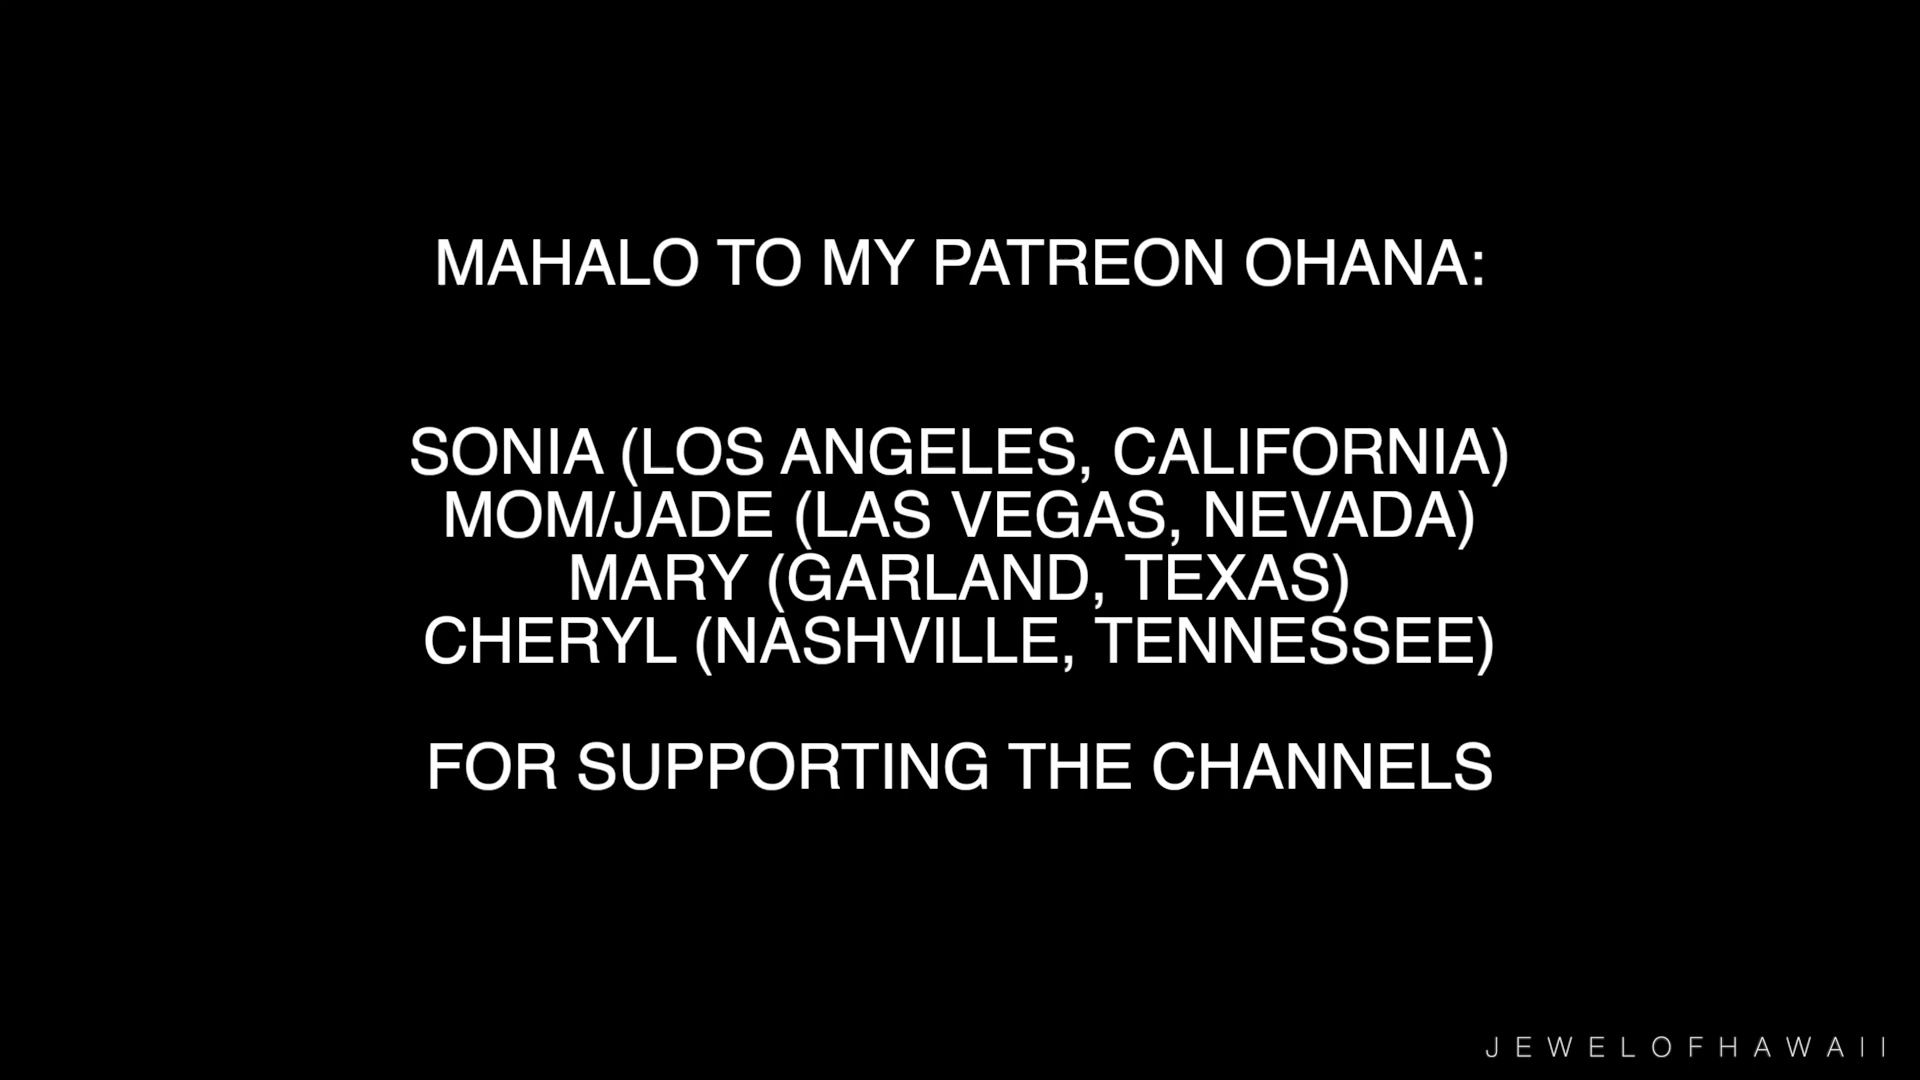 MAHALO TO MY PATREON OHANA:
SONIA (LOS ANGELES, CALIFORNIA)
MOM/JADE (LAS VEGAS, NEVADA)
MARY (GARLAND, TEXAS)
CHERYL (NASHVILLE, TENNESSEE)
FOR SUPPORTING THE CHANNELS
JEWELOFHAWAII